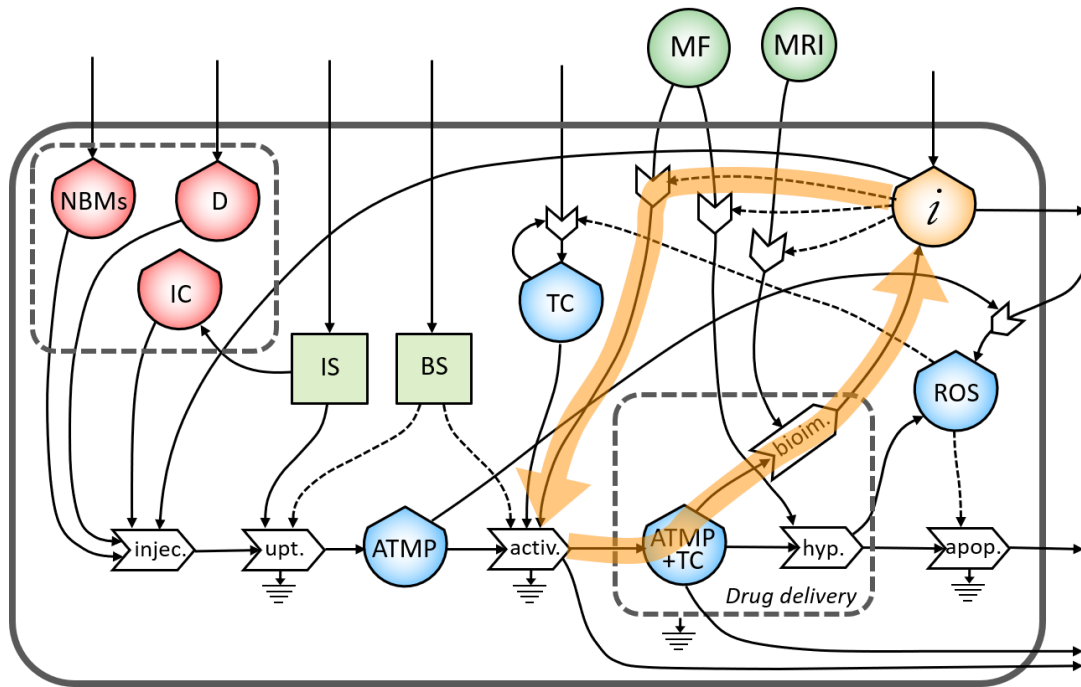 MF
MRI
NBMs
D
i
IC
TC
IS
BS
ROS
bioim.
injec.
upt.
ATMP
activ.
ATMP
+TC
hyp.
apop.
Drug delivery